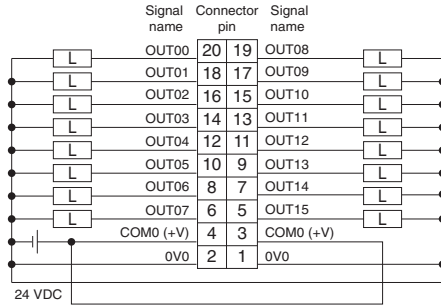 Signal name Connector pin Signal name
L OUT00 20 19 OUT08 L
L OUT01 18 17 OUT09 L
L OUT02 16 15 OUT10 L
L OUT03 14 13 OUT11 L
L OUT04 12 11 OUT12 L
L OUT05 10 9 OUT13 L
L OUT06 8 7 OUT14 L
L OUT07 6 5 OUT15 L
COM0 (+V) 4 3 COM0 (+V)
0V0 2 1 0V0
24 VDC